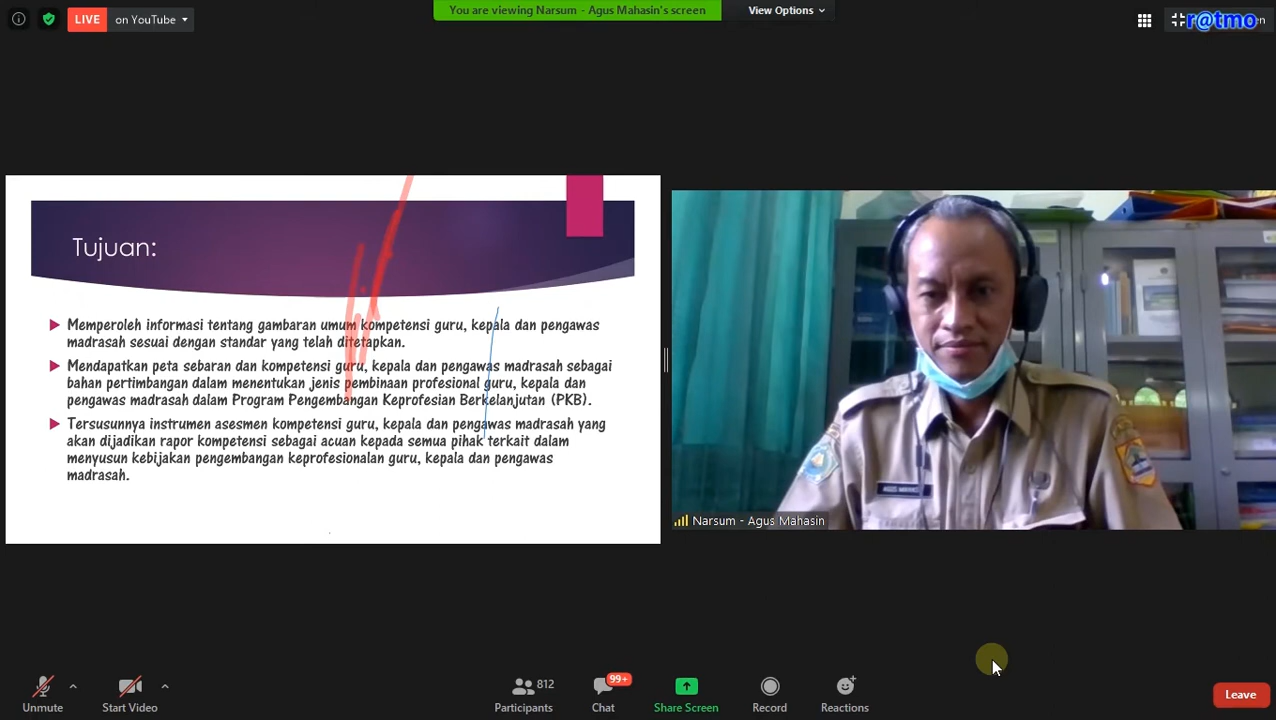 LIVE on YouTube
You are viewing Narsum - Agus Mahasin's screen
View Options
r@tmo
Tujuan:
Memperoleh informasi tentang gambaran umum kompetensi guru, kepala dan pengawas
madrasah sesuai dengan standar yang telah ditetapkan.
Mendapatkan peta sebaran dan kompetensi guru, kepala dan pengawas madrasah sebagai
bahan pertimbangan dalam menentukan jenis pembinaan profesional guru, kepala dan
pengawas madrasah dalam Program Pengembangan Keprofesian Berkelanjutan (PKB).
Tersusunnya instrumen asesmen kompetensi guru, kepala dan pengawas madrasah yang
akan dijadikan rapor kompetensi sebagai acuan kepada semua pihak terkait dalam
menyusun kebijakan pengembangan keprofesionalan guru, kepala dan pengawas
madrasah.
AGUS MAHASIN
Narsum - Agus Mahasin
812
99+
Unmute
Start Video
Participants
Chat
Share Screen
Record
Reactions
Leave